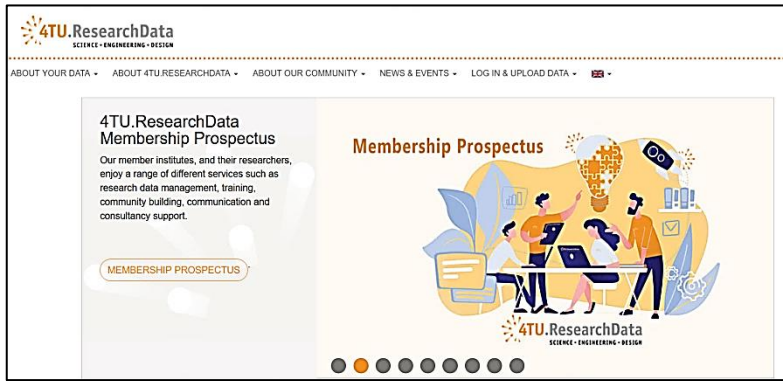 4TU.ResearchData
SCIENCE • ENGINEERING • DESIGN
ABOUT YOUR DATA
ABOUT 4TU.RESEARCHDATA
ABOUT OUR COMMUNITY
NEWS & EVENTS
LOG IN & UPLOAD DATA
4TU.ResearchData
Membership Prospectus
Our member institutes, and their researchers,
enjoy a range of different services such as
research data management, training,
community building, communication and
consultancy support.
MEMBERSHIP PROSPECTUS
Membership Prospectus
4TU.ResearchData
SCIENCE • ENGINEERING • DESIGN